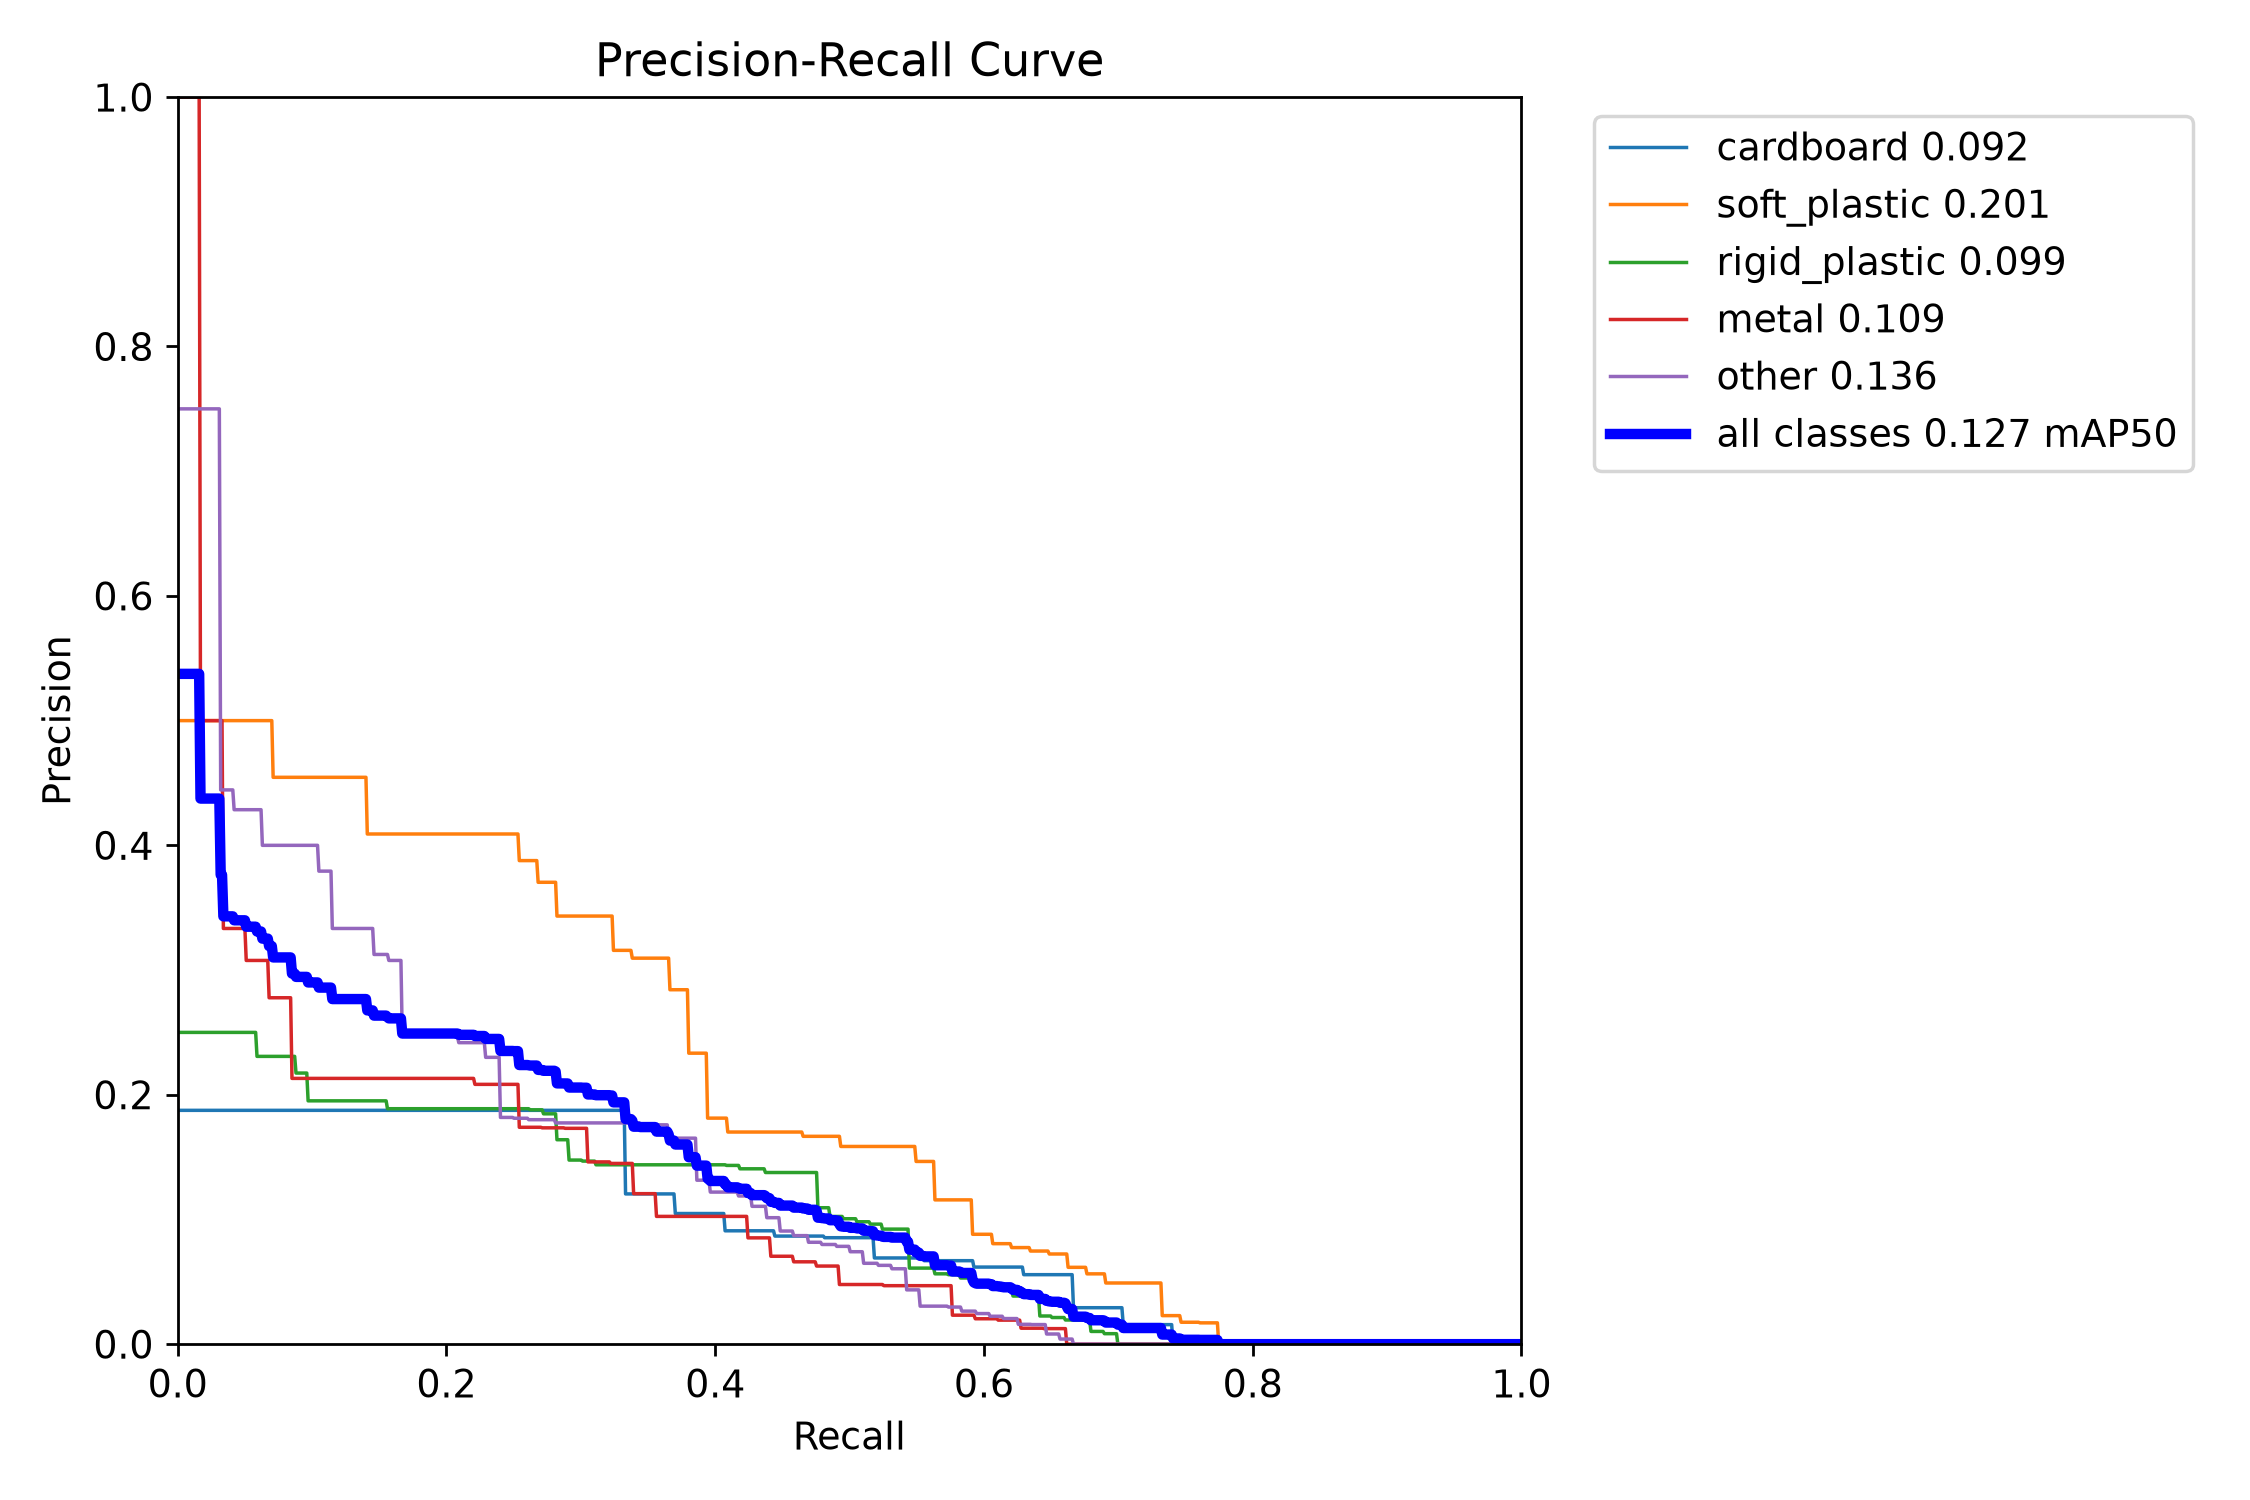 Precision-Recall Curve
1.0
0.8
0.6
0.4
0.2
0.0
Precision
0.0 0.2 0.4 0.6 0.8 1.0
Recall
cardboard 0.092
soft_plastic 0.201
rigid_plastic 0.099
metal 0.109
other 0.136
all classes 0.127 mAP50